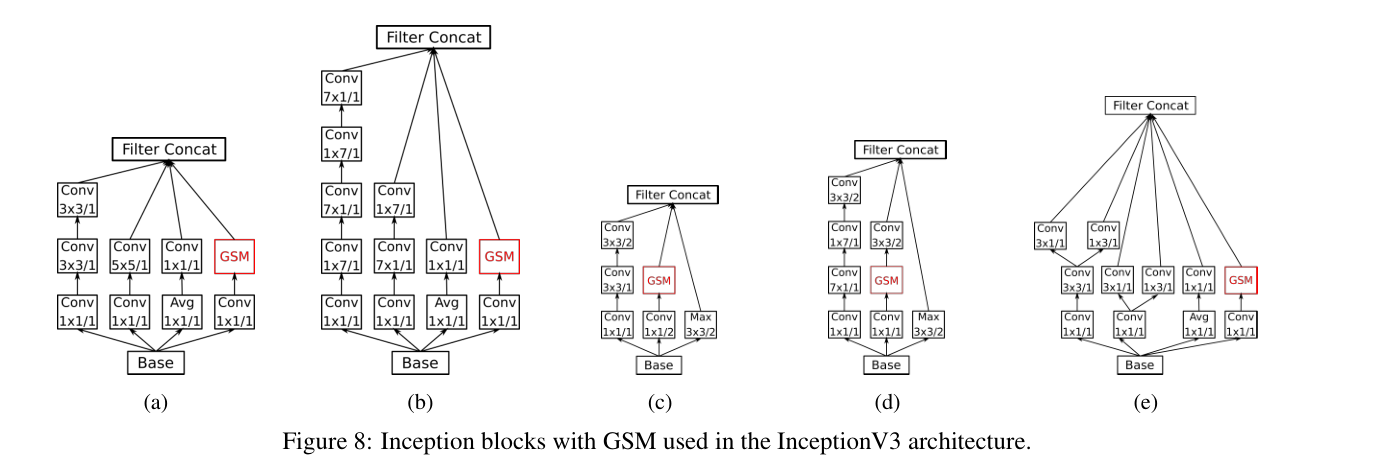 Filter Concat
Conv
3x3/1
Conv
3x3/1
Conv
5x5/1
Conv
1x1/1
GSM
Conv
1x1/1
Conv
1x1/1
Avg
1x1/1
Conv
1x1/1
Base
(a)
Filter Concat
Conv
7x1/1
Conv
1x7/1
Conv
7x1/1
Conv
1x7/1
Conv
1x7/1
Conv
7x1/1
Conv
1x1/1
GSM
Conv
1x1/1
Conv
1x1/1
Avg
1x1/1
Conv
1x1/1
Base
(b)
Filter Concat
Conv
3x3/2
Conv
3x3/1
GSM
Conv
1x1/1
Conv
1x1/2
Max
3x3/2
Base
(c)
Filter Concat
Conv
3x3/2
Conv
1x7/1
Conv
3x3/2
Conv
7x1/1
GSM
Conv
1x1/1
Conv
1x1/1
Max
3x3/2
Base
(d)
Filter Concat
Conv
3x1/1
Conv
1x3/1
Conv
3x3/1
Conv
3x1/1
Conv
1x3/1
Conv
1x1/1
GSM
Conv
1x1/1
Conv
1x1/1
Avg
1x1/1
Conv
1x1/1
Base
(e)
Figure 8: Inception blocks with GSM used in the InceptionV3 architecture.